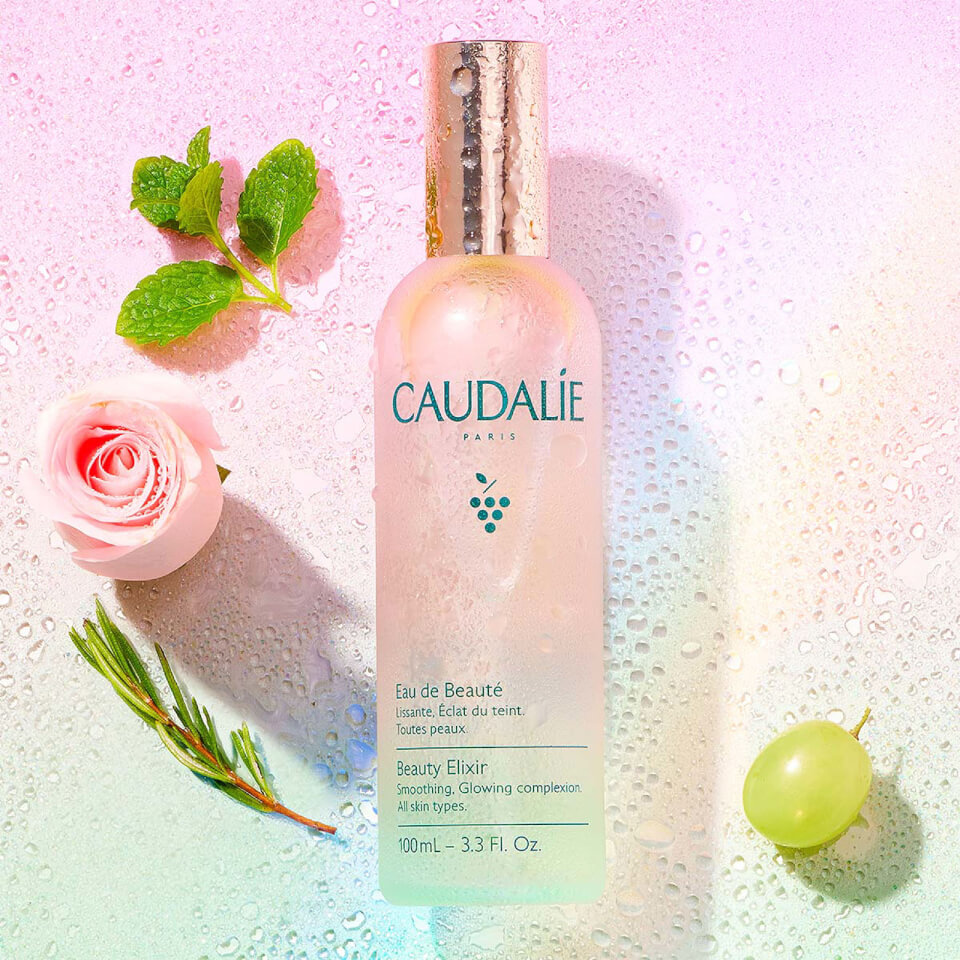 CAUDALÍE
PARIS
Eau de Beauté
Lissante, Éclat du teint.
Toutes peaux.
Beauty Elixir
Smoothing, Glowing complexion.
All skin types.
100mL – 3.3 Fl. Oz.